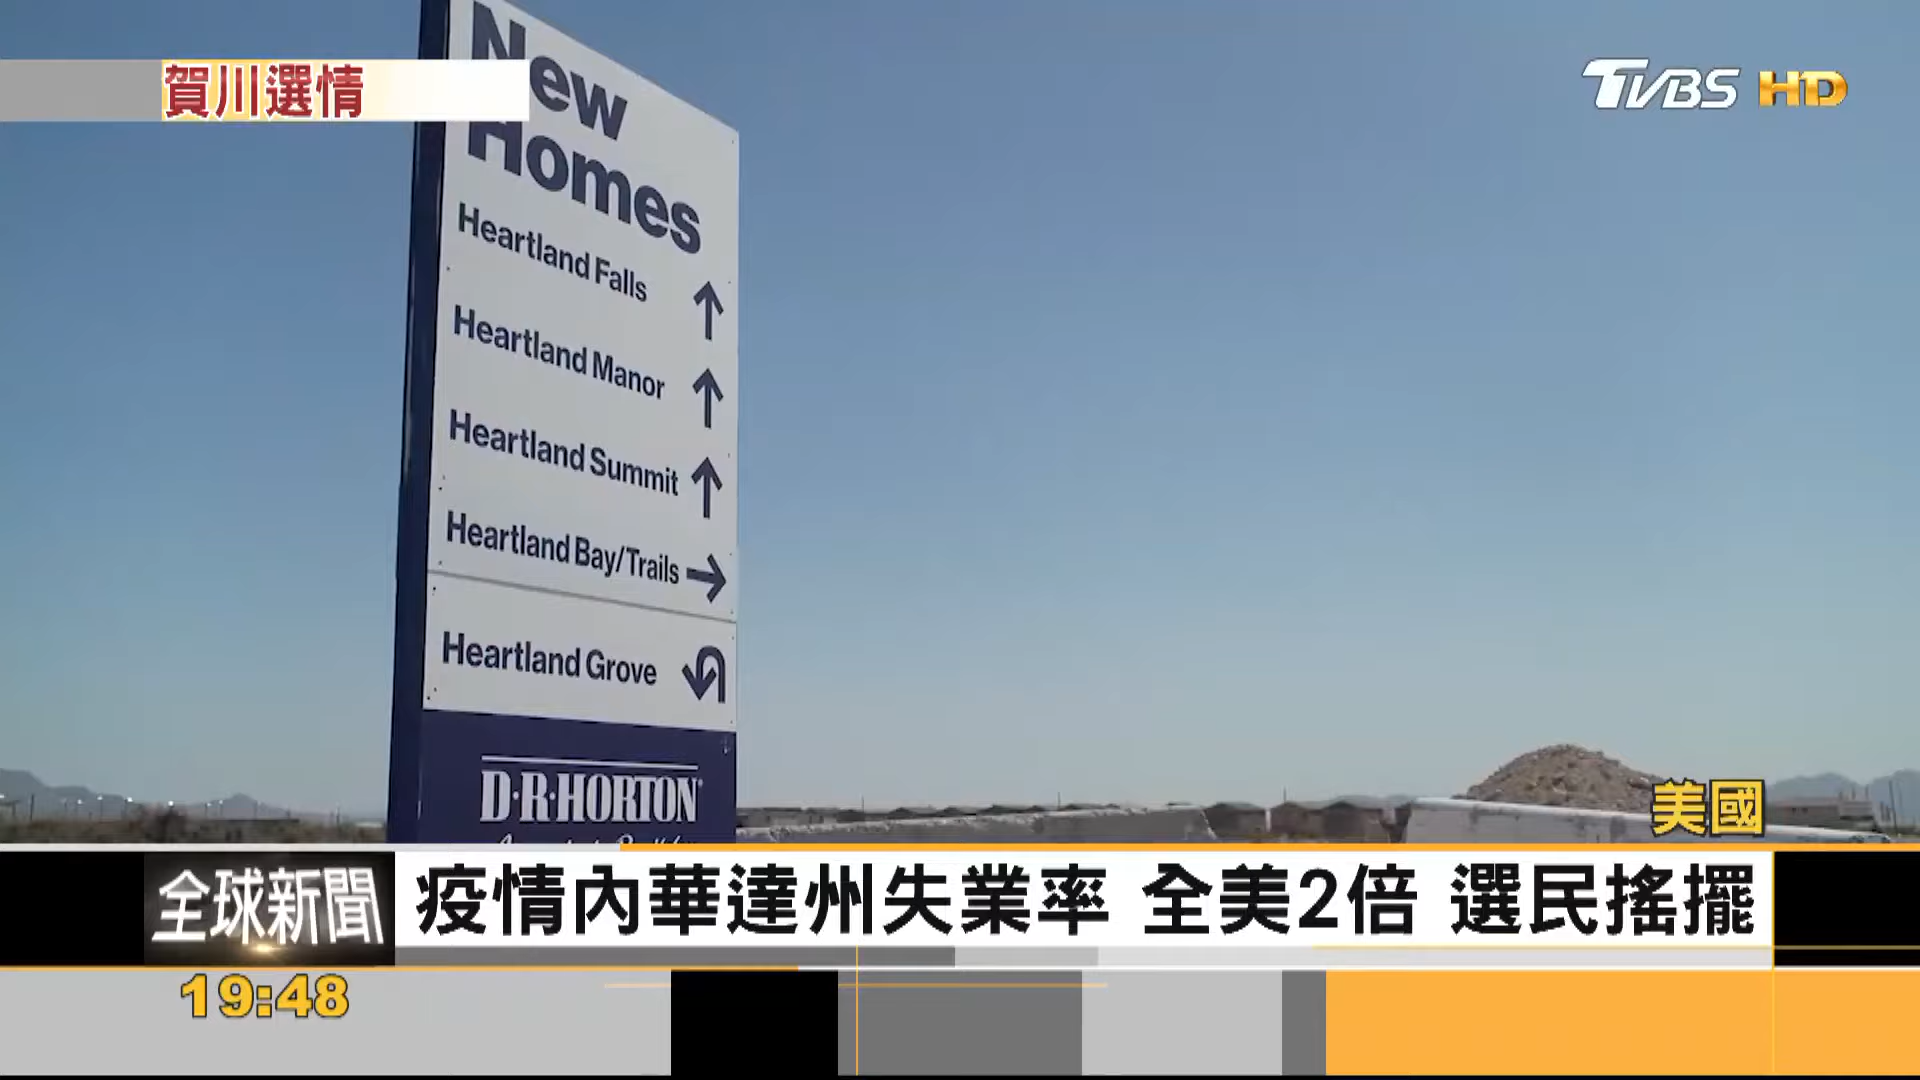 賀川選情
TVBS HD
New
Homes
Heartland Falls
Heartland Manor
Heartland Summit
Heartland Bay/Trails
Heartland Grove
D·R·HORTON
美國
全球新聞
疫情內華達州失業率 全美2倍 選民搖擺
19:48